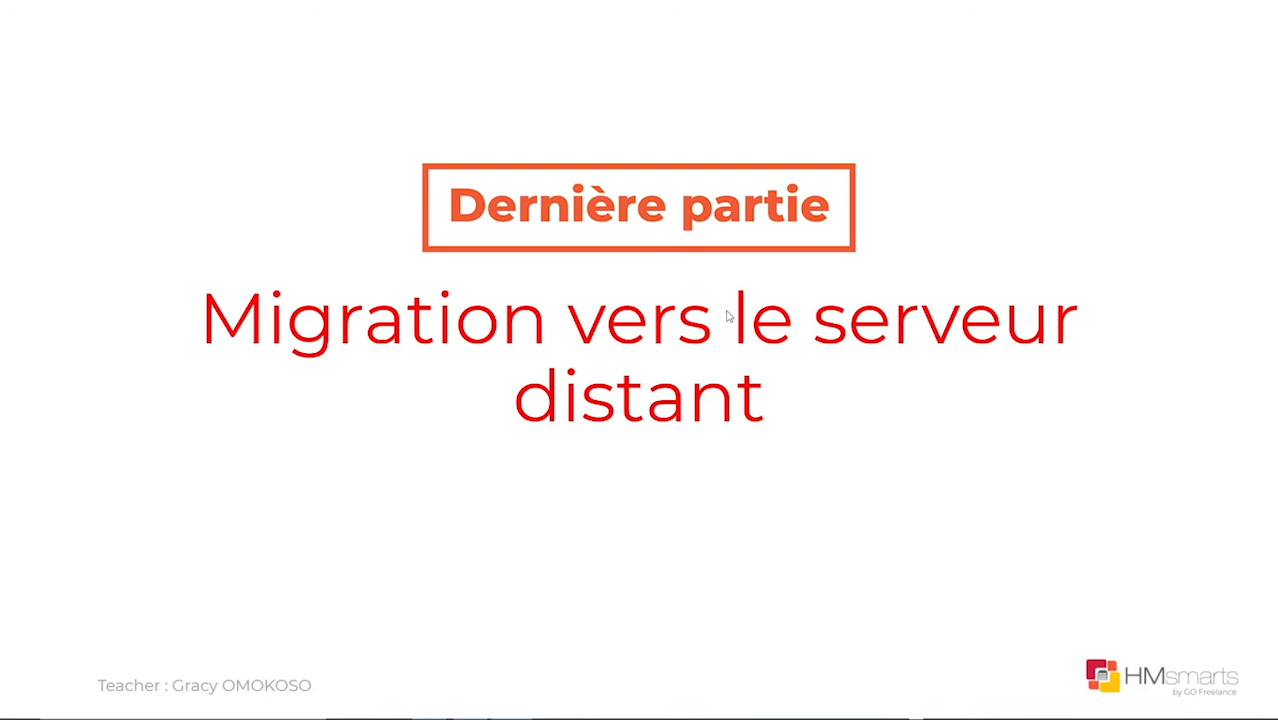 Dernière partie
Migration vers le serveur
distant
Teacher : Gracy OMOKOSO
HMsmarts
by GO Freelance